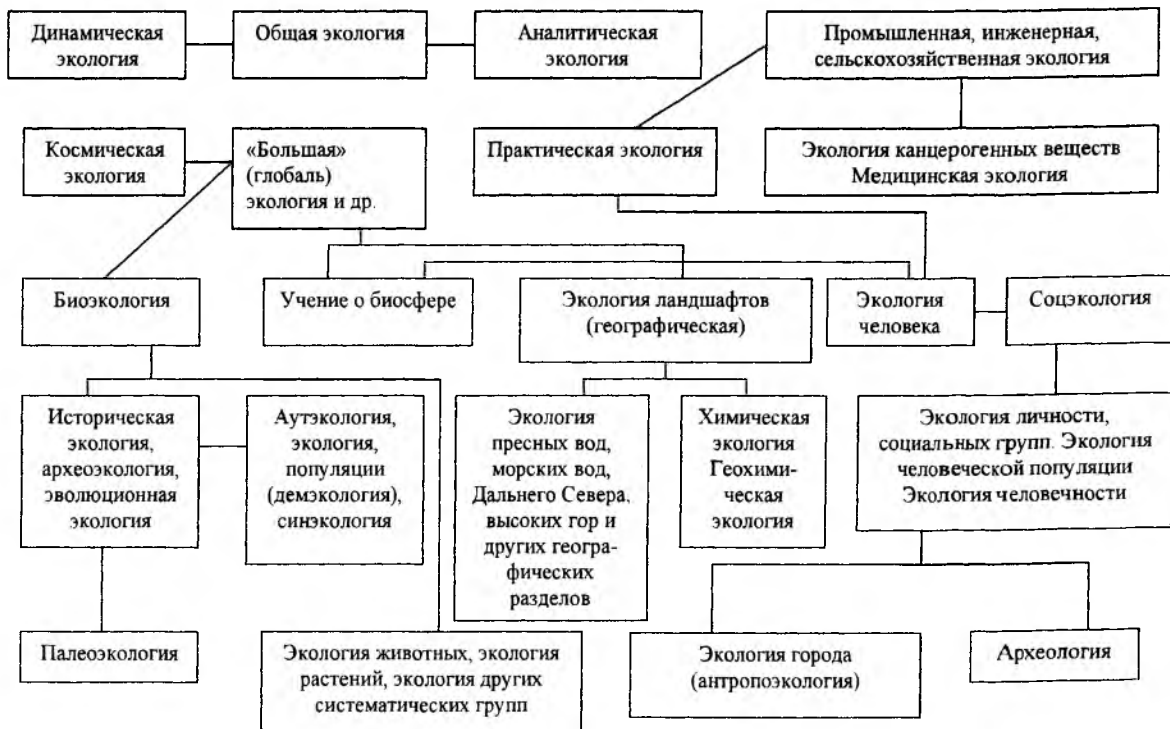 Динамическая
экология
Общая экология
Аналитическая
экология
Промышленная, инженерная,
сельскохозяйственная экология
Космическая
экология
«Большая»
(глобаль)
экология и др.
Практическая экология
Экология канцерогенных веществ
Медицинская экология
Биоэкология
Учение о биосфере
Экология ландшафтов
(географическая)
Экология
человека
Соцэкология
Историческая
экология,
археоэкология,
эволюционная
экология
Аутэкология,
экология,
популяции
(демэкология),
синэкология
Экология
пресных вод,
морских вод,
Дальнего Севера,
высоких гор и
других геогра-
фических
разделов
Химическая
экология
Геохими-
ческая
экология
Экология личности,
социальных групп. Экология
человеческой популяции
Экология человечности
Палеоэкология
Экология животных, экология
растений, экология других
систематических групп
Экология города
(антропоэкология)
Археология